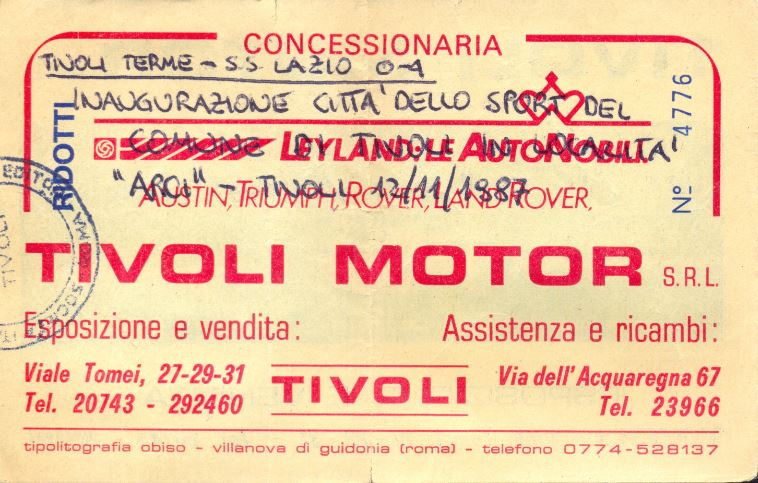 CONCESSIONARIA
TIVOLI TERME - S.S. LAZIO 0-4
INAUGURAZIONE CITTA' DELLO SPORT DEL
COMUNE DI TIVOLI IN LOCALITA'
LEYLAND·LE AUTONOBILI.
"ARCI" - TIVOLI 12/11/1987
AUSTIN, TRIUMPH, ROVER, LAND ROVER,
RIDOTTI
N° 4776
TIVOLI
TIVOLI MOTOR S.R.L.
Esposizione e vendita:
Viale Tomei, 27-29-31
Tel. 20743 - 292460
TIVOLI
Assistenza e ricambi:
Via dell'Acquaregna 67
Tel. 23966
tipolitografia obiso - villanova di guidonia (roma) - telefono 0774-528137